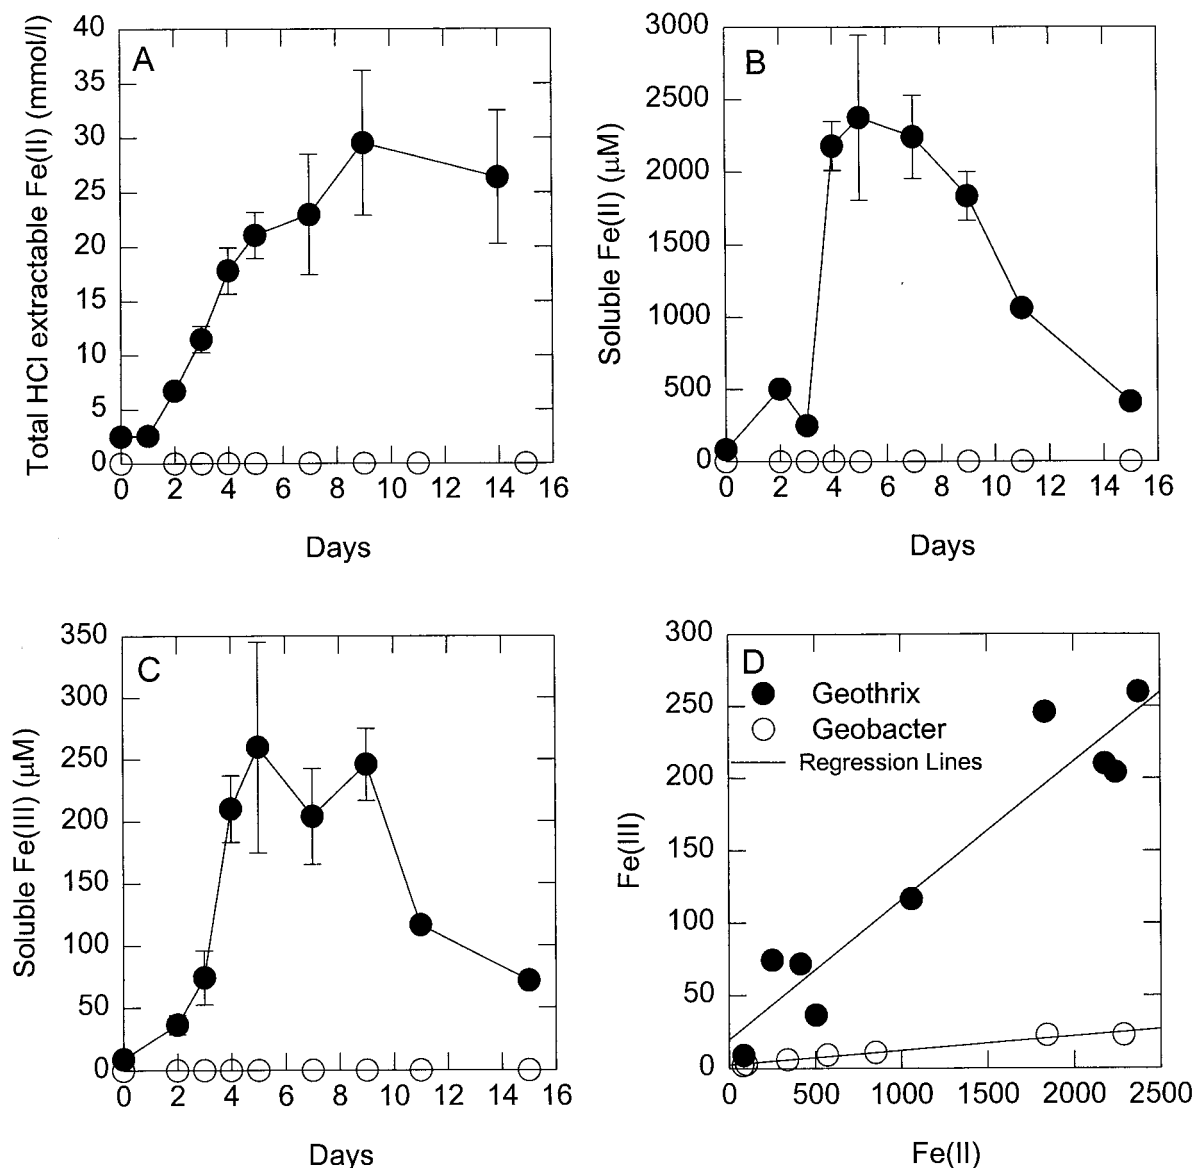 A
Total HCl extractable Fe(II) (mmol/l)
40
35
30
25
20
15
10
5
0
0 2 4 6 8 10 12 14 16
Days
B
Soluble Fe(II) (μM)
3000
2500
2000
1500
1000
500
0
0 2 4 6 8 10 12 14 16
Days
C
Soluble Fe(III) (μM)
350
300
250
200
150
100
50
0
0 2 4 6 8 10 12 14 16
Days
D
Geothrix
Geobacter
Regression Lines
Fe(III)
300
250
200
150
100
50
0
0 500 1000 1500 2000 2500
Fe(II)